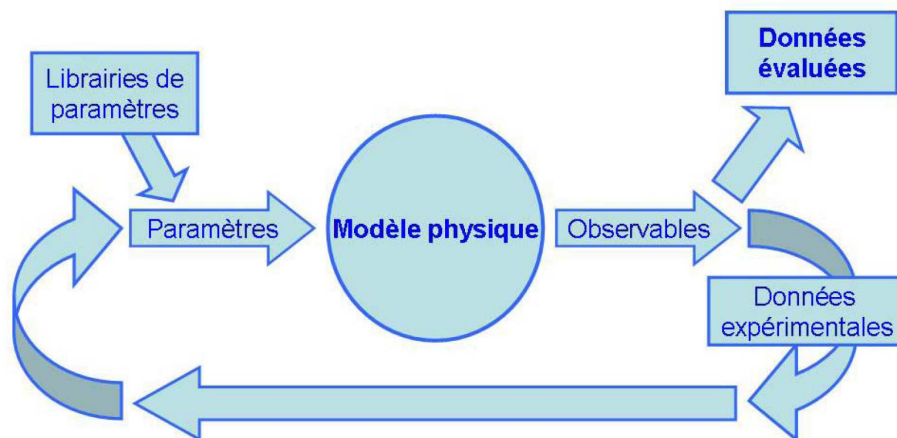 Données
évaluées
Librairies de
paramètres
Paramètres
Modèle physique
Observables
Données
expérimentales